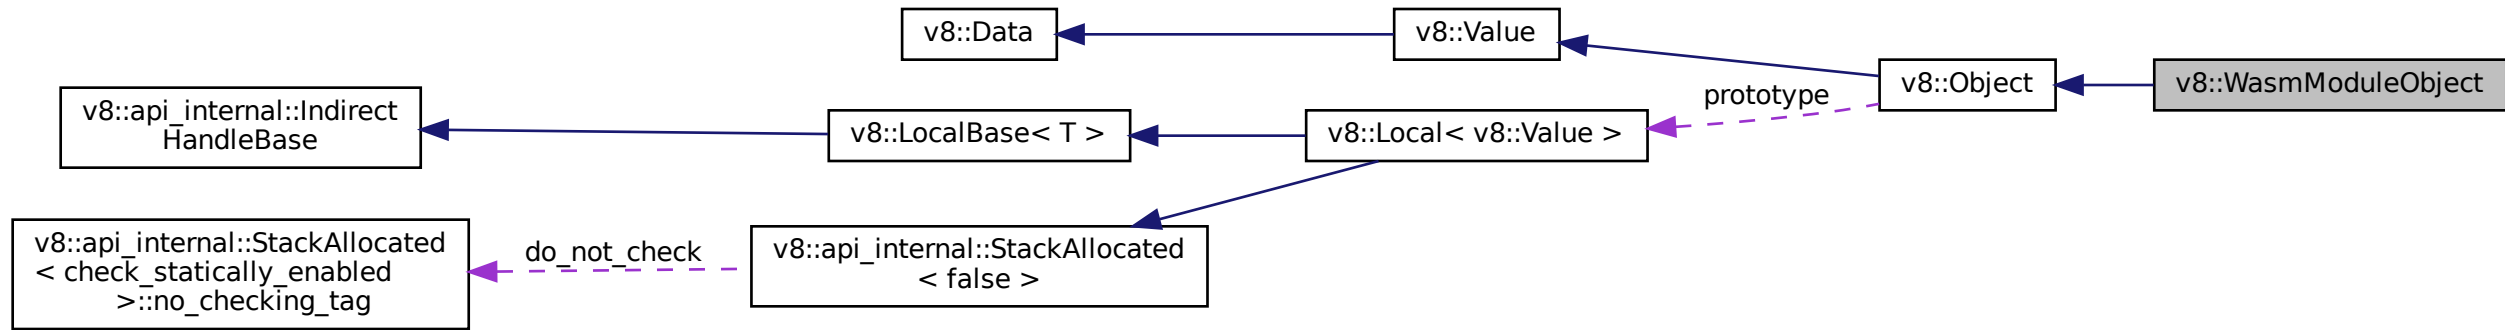 v8::Data
v8::Value
v8::Object
v8::WasmModuleObject
prototype
v8::api_internal::Indirect
HandleBase
v8::LocalBase< T >
v8::Local< v8::Value >
v8::api_internal::StackAllocated
< check_statically_enabled
>::no_checking_tag
do_not_check
v8::api_internal::StackAllocated
< false >